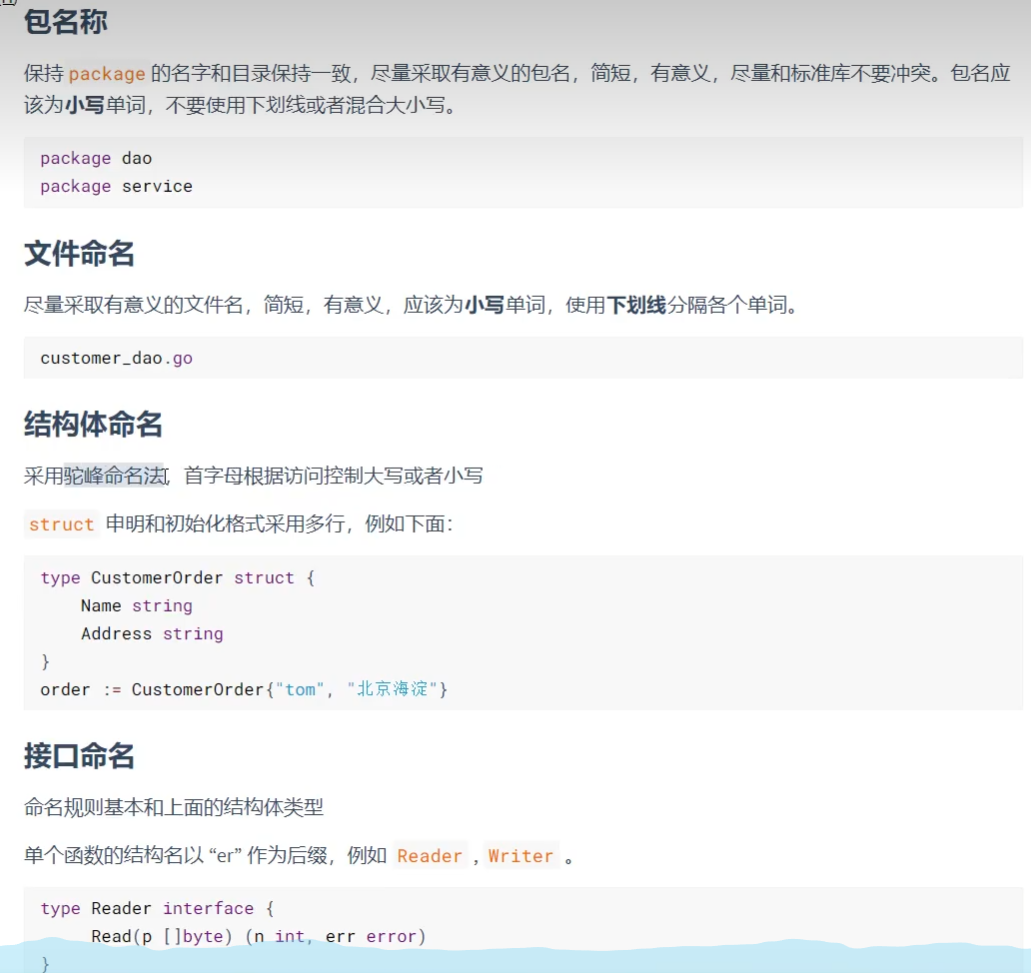 包名称
保持 package 的名字和目录保持一致，尽量采取有意义的包名，简短，有意义，尽量和标准库不要冲突。包名应
该为小写单词，不要使用下划线或者混合大小写。
package dao
package service
文件命名
尽量采取有意义的文件名，简短，有意义，应该为小写单词，使用下划线分隔各个单词。
customer_dao.go
结构体命名
采用驼峰命名法，首字母根据访问控制大写或者小写
struct 申明和初始化格式采用多行，例如下面：
type CustomerOrder struct {
    Name string
    Address string
}
order := CustomerOrder{"tom", "北京海淀"}
接口命名
命名规则基本和上面的结构体类型
单个函数的结构名以 “er” 作为后缀，例如 Reader , Writer 。
type Reader interface {
     Read(p []byte) (n int, err error)
}